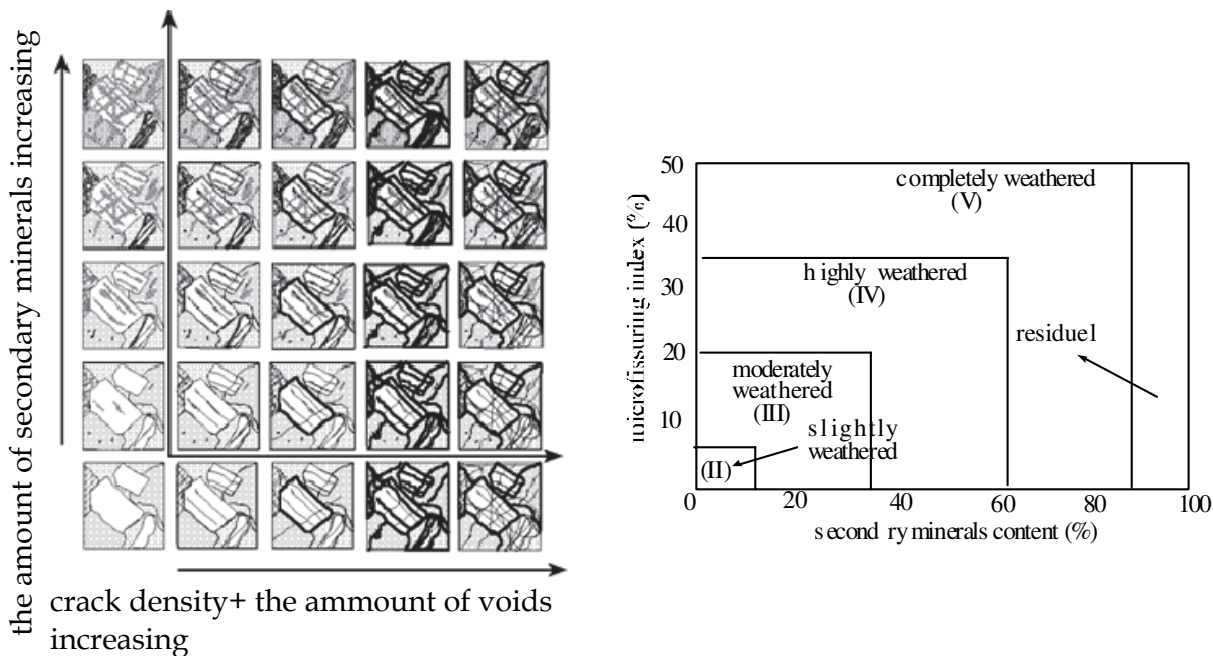 the amount of secondary minerals increasing
crack density+ the ammount of voids
increasing
50
40
30
20
10
0
20
40
60
80
100
microfissuring index (%)
completely weathered
(V)
highly weathered
(IV)
residuel
moderately
weathered
(III)
slightly
weathered
(II)
second ry minerals content (%)